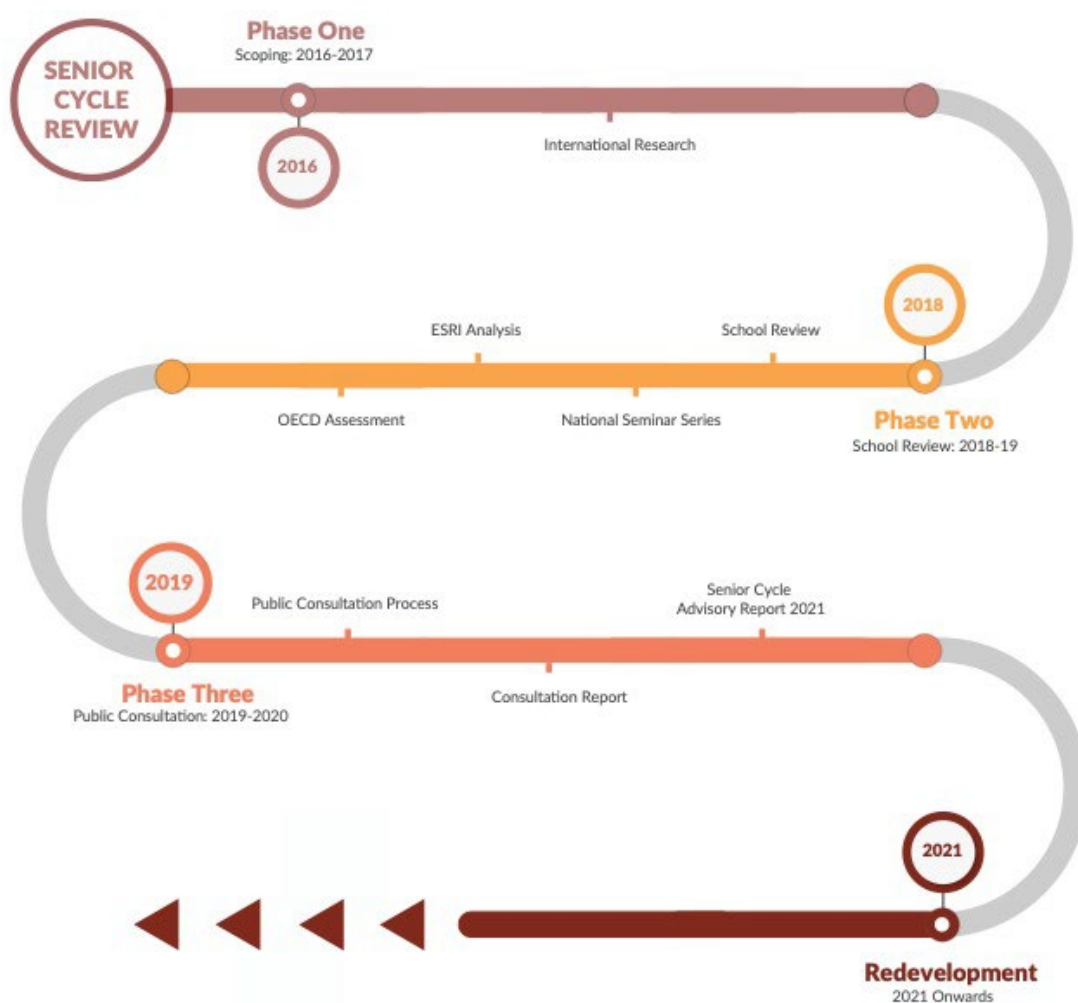 SENIOR
CYCLE
REVIEW
Phase One
Scoping: 2016-2017
2016
International Research
2018
ESRI Analysis
School Review
OECD Assessment
National Seminar Series
Phase Two
School Review: 2018-19
2019
Public Consultation Process
Senior Cycle
Advisory Report 2021
Consultation Report
Phase Three
Public Consultation: 2019-2020
2021
Redevelopment
2021 Onwards